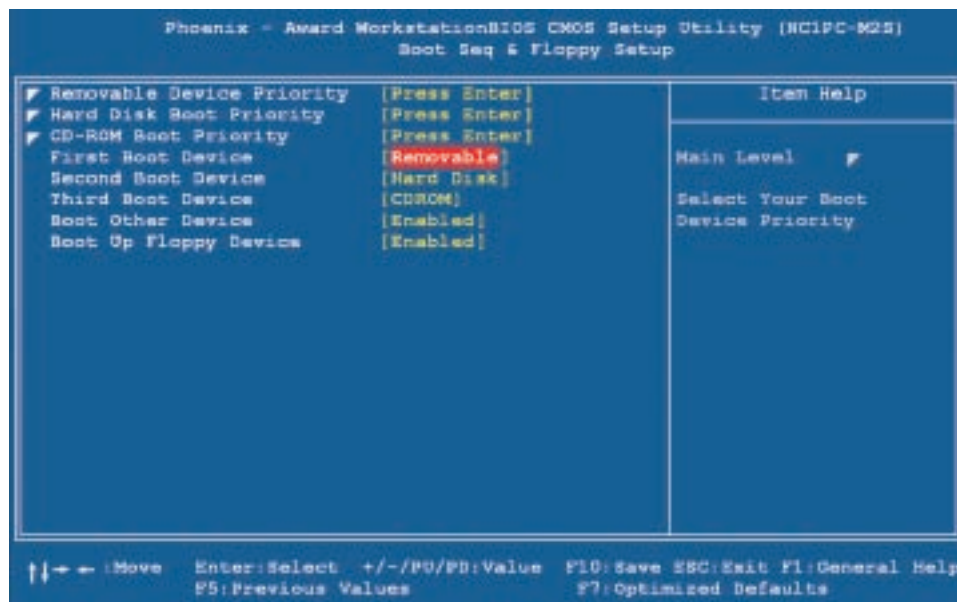 Phoenix - Award WorkstationBIOS CMOS Setup Utility (NC1PC-M2S)
Boot Seq & Floppy Setup
Removable Device Priority [Press Enter]
Hard Disk Boot Priority [Press Enter]
CD-ROM Boot Priority [Press Enter]
First Boot Device [Removable]
Second Boot Device [Hard Disk]
Third Boot Device [CDROM]
Boot Other Device [Enabled]
Boot Up Floppy Device [Enabled]
Item Help
Main Level
Select Your Boot
Device Priority
↑↓→←:Move Enter:Select +/-/PU/PD:Value F10:Save ESC:Exit F1:General Help
F5:Previous Values F7:Optimized Defaults